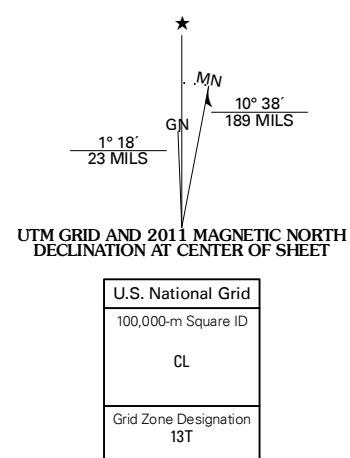 ★
MN
GN
10° 38´
189 MILS
1° 18´
23 MILS
UTM GRID AND 2011 MAGNETIC NORTH
DECLINATION AT CENTER OF SHEET
U.S. National Grid
100,000-m Square ID
CL
Grid Zone Designation
13T